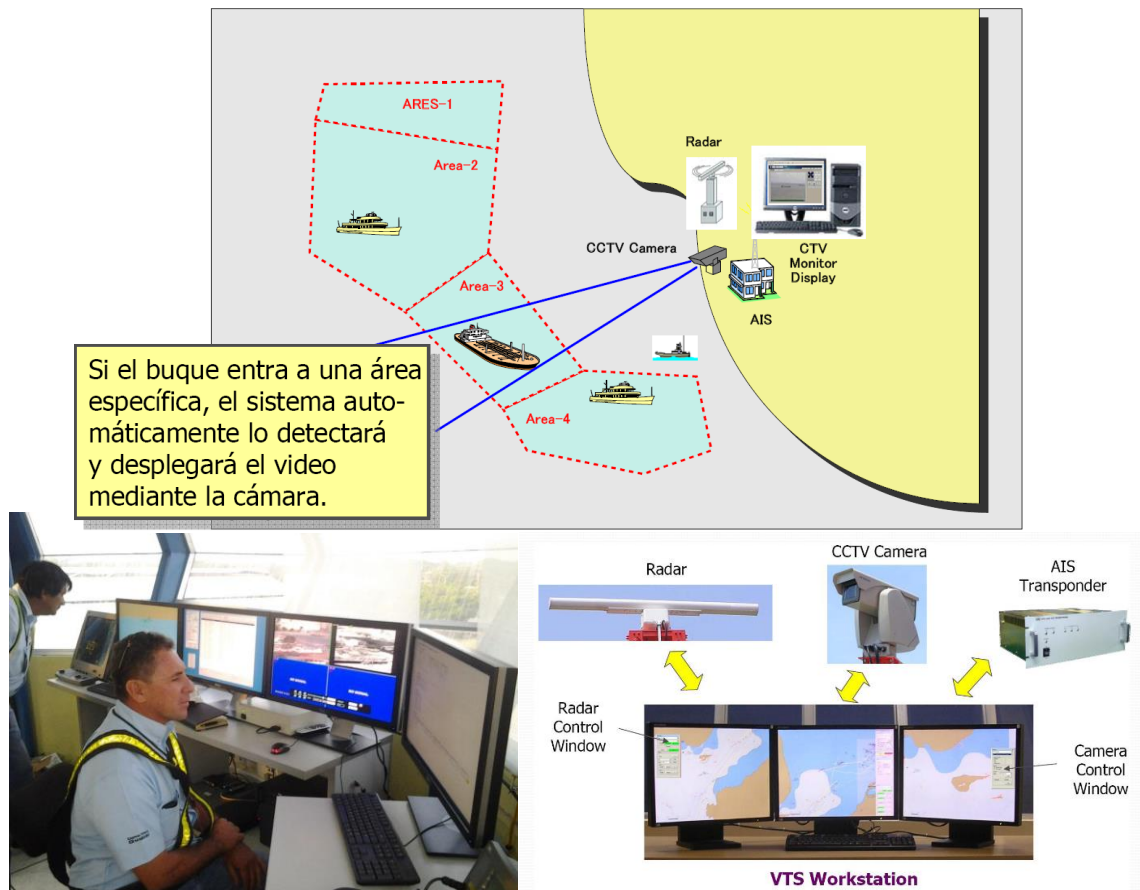 ARES-1
Area-2
Radar
CCTV Camera
CTV
Monitor
Display
Area-3
AIS
Si el buque entra a una área
específica, el sistema auto-
máticamente lo detectará
y desplegará el video
mediante la cámara.
Area-4
CCTV Camera
Radar
AIS
Transponder
Radar
Control
Window
Camera
Control
Window
VTS Workstation